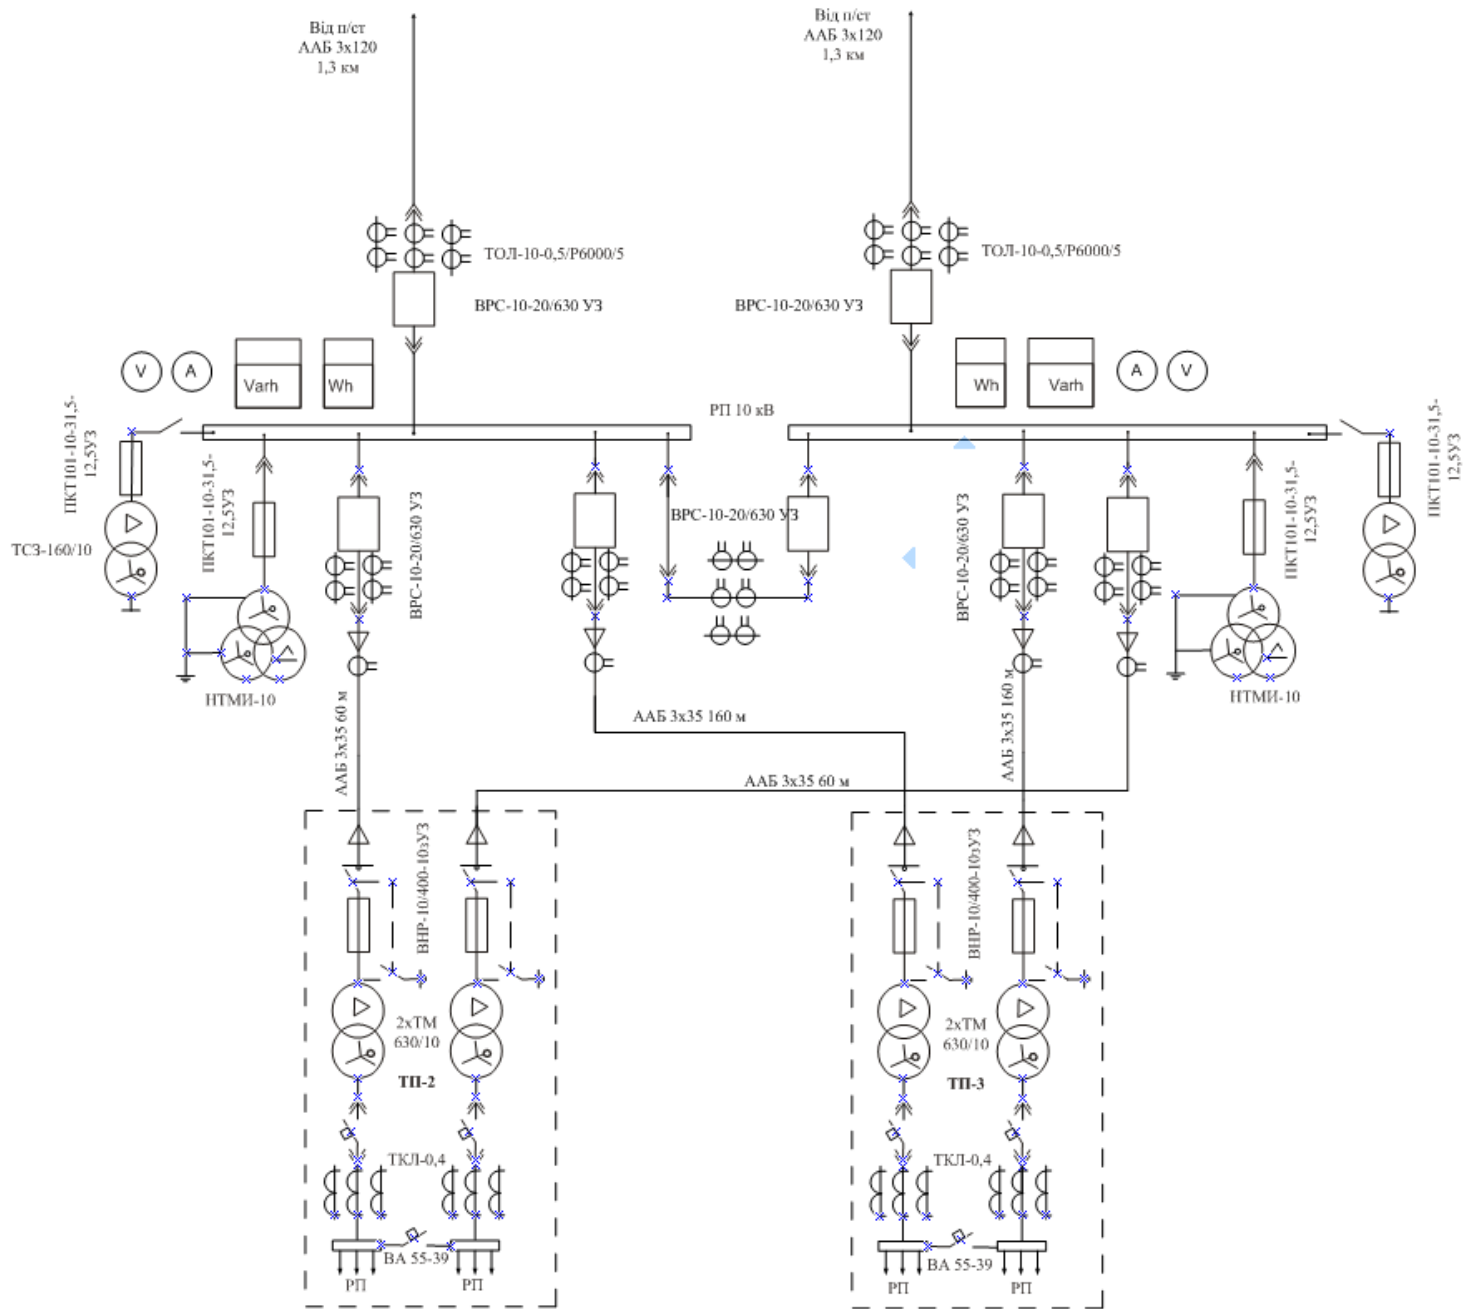 Від п/ст
ААБ 3х120
1,3 км
Від п/ст
ААБ 3х120
1,3 км
ТОЛ-10-0,5/Р6000/5
ТОЛ-10-0,5/Р6000/5
ВРС-10-20/630 УЗ
ВРС-10-20/630 УЗ
V
A
Varh
Wh
Wh
Varh
A
V
РП 10 кВ
ПКТ101-10-31,5-
12,5УЗ
ПКТ101-10-31,5-
12,5УЗ
ТСЗ-160/10
ВРС-10-20/630 УЗ
ВРС-10-20/630 УЗ
ВРС-10-20/630 УЗ
ПКТ101-10-31,5-
12,5УЗ
ПКТ101-10-31,5-
12,5УЗ
НТМИ-10
НТМИ-10
ААБ 3х35 60 м
ААБ 3х35 160 м
ААБ 3х35 160 м
ААБ 3х35 60 м
ВНР-10/400-10зУЗ
ВНР-10/400-10зУЗ
2хТМ
630/10
ТП-2
2хТМ
630/10
ТП-3
ТКЛ-0,4
ТКЛ-0,4
ВА 55-39
ВА 55-39
РП
РП
РП
РП